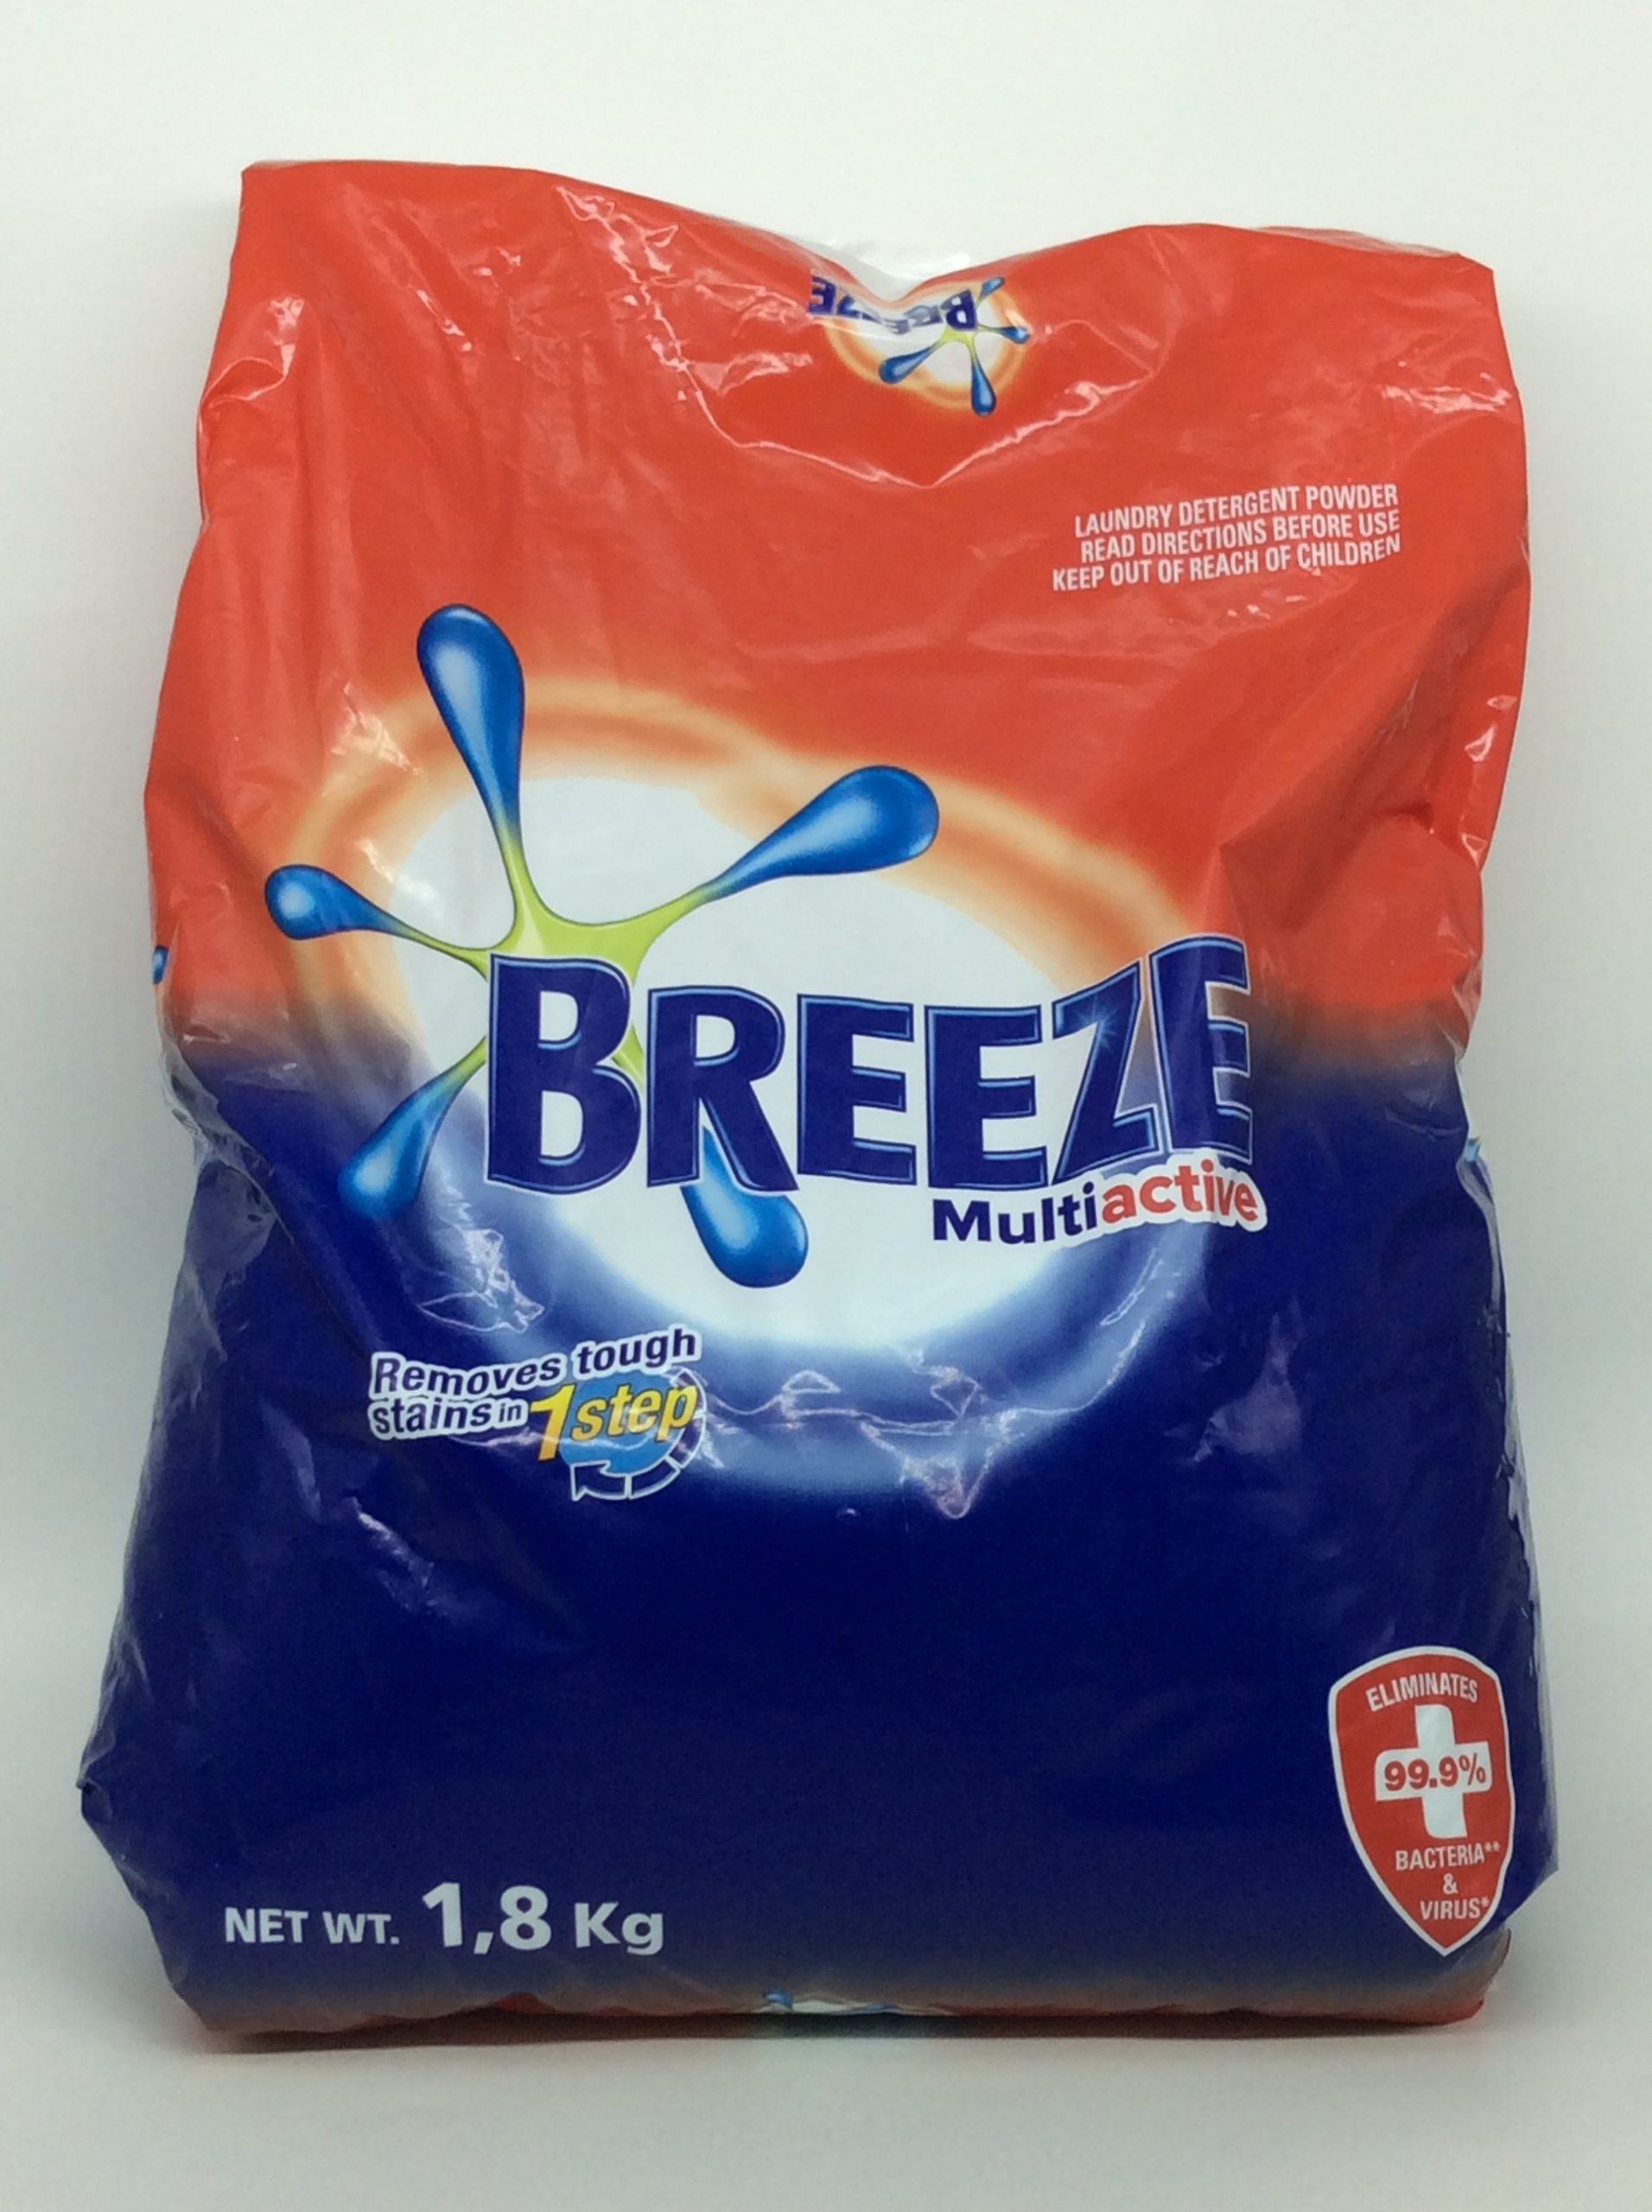 BREEZE
LAUNDRY DETERGENT POWDER
READ DIRECTIONS BEFORE USE
KEEP OUT OF REACH OF CHILDREN
BREEZE
Multiactive
Removes tough
stains in 1 step
ELIMINATES
99.9%
BACTERIA**
&
VIRUS*
NET WT. 1,8 Kg